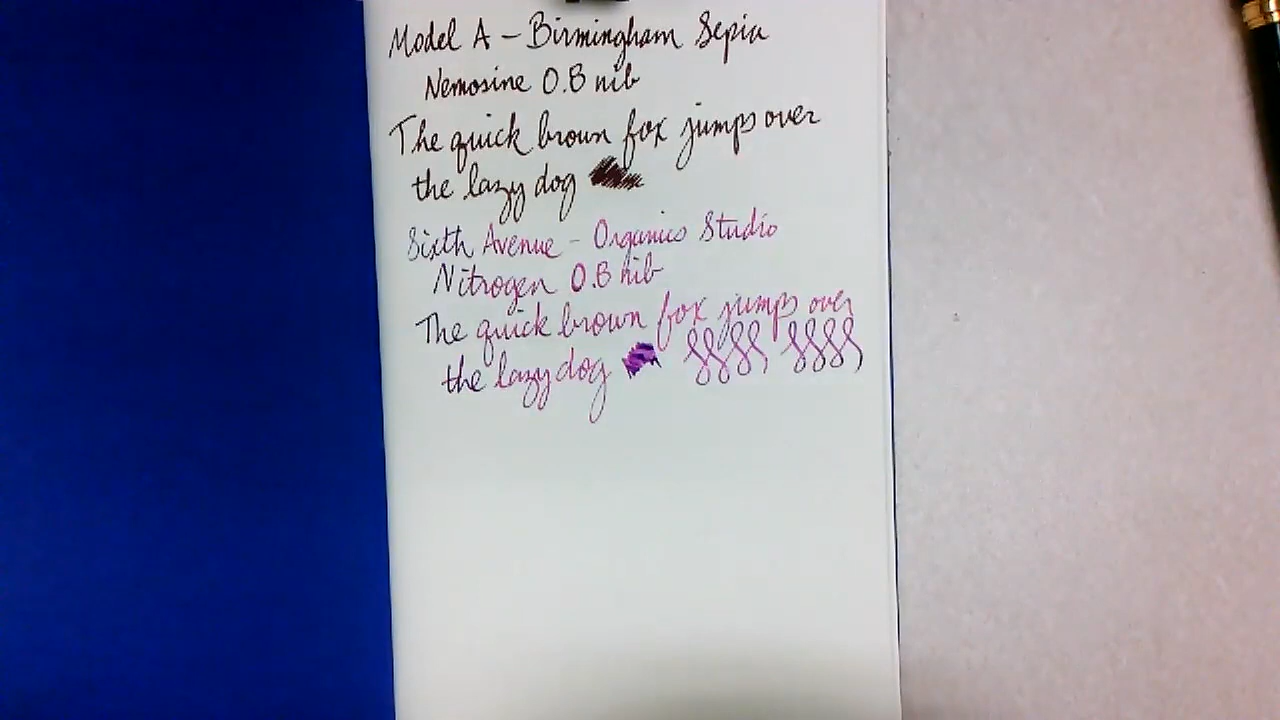 Model A - Birmingham Sepia
Nemosine 0.8 nib
The quick brown fox jumps over
the lazy dog
Sixth Avenue - Organics Studio
Nitrogen 0.8 nib
The quick brown fox jumps over
the lazy dog